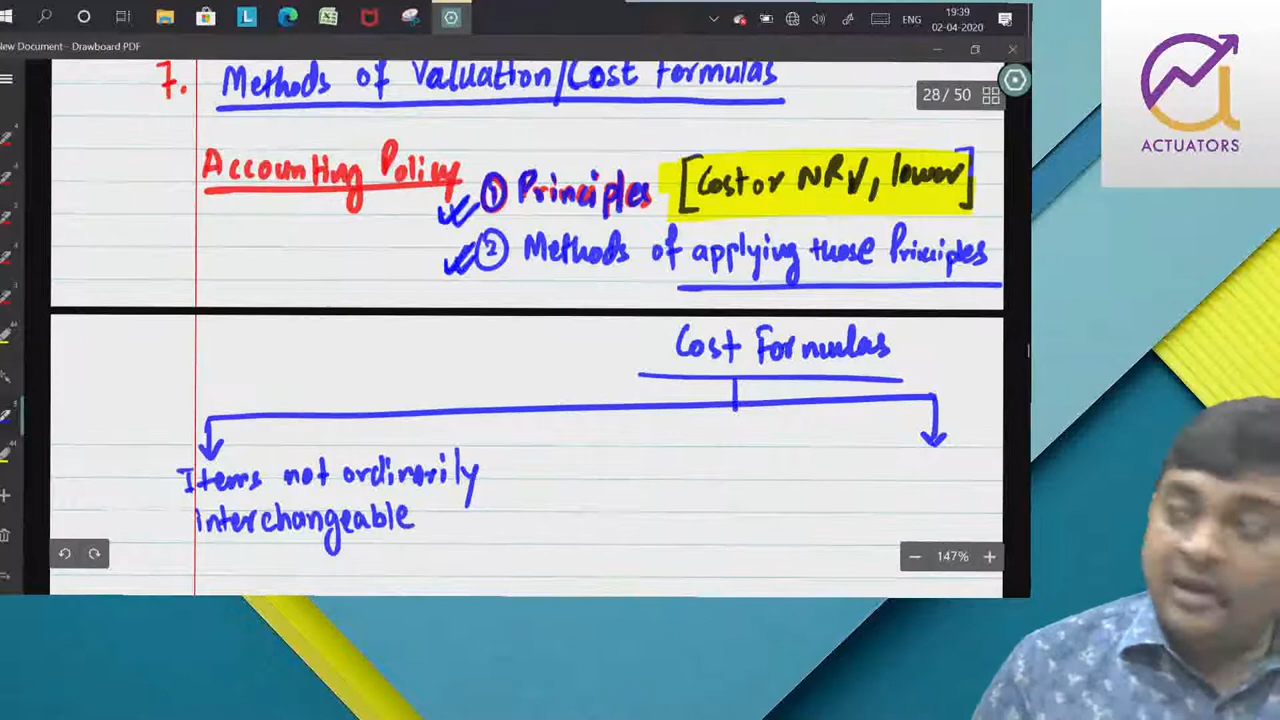 ENG
19:39
02-04-2020
New Document - Drawboard PDF
7. Methods of Valuation/Cost Formulas
28 / 50
Accounting Policy
① Principles [Cost or NRV, lower]
② Methods of applying those Principles
Cost Formulas
Items not ordinarily
interchangeable
147%
ACTUATORS